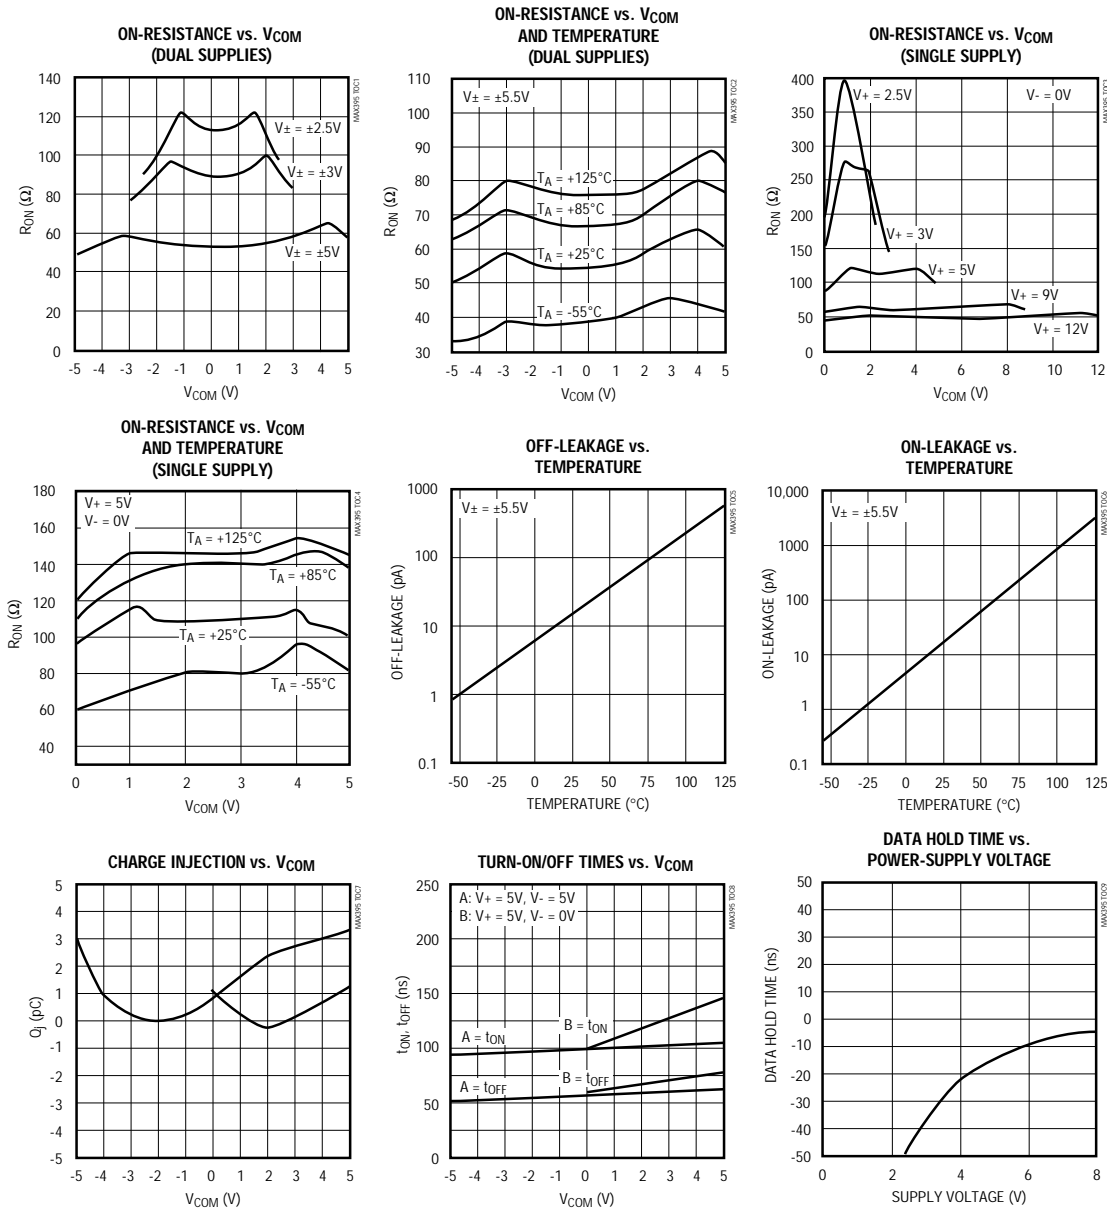 ON-RESISTANCE vs. VCOM
(DUAL SUPPLIES)
140
120
100
80
60
40
20
0
RON (Ω)
V± = ±2.5V
V± = ±3V
V± = ±5V
-5 -4 -3 -2 -1 0 1 2 3 4 5
VCOM (V)
MAX395 TOC1
ON-RESISTANCE vs. VCOM
AND TEMPERATURE
(DUAL SUPPLIES)
110
100
90
80
70
60
50
40
30
RON (Ω)
V± = ±5.5V
TA = +125°C
TA = +85°C
TA = +25°C
TA = -55°C
-5 -4 -3 -2 -1 0 1 2 3 4 5
VCOM (V)
MAX395 TOC2
ON-RESISTANCE vs. VCOM
(SINGLE SUPPLY)
400
350
300
250
200
150
100
50
0
RON (Ω)
V+ = 2.5V
V- = 0V
V+ = 3V
V+ = 5V
V+ = 9V
V+ = 12V
0 2 4 6 8 10 12
VCOM (V)
MAX395 TOC3
ON-RESISTANCE vs. VCOM
AND TEMPERATURE
(SINGLE SUPPLY)
180
160
140
120
100
80
60
40
RON (Ω)
V+ = 5V
V- = 0V
TA = +125°C
TA = +85°C
TA = +25°C
TA = -55°C
0 1 2 3 4 5
VCOM (V)
MAX395 TOC4
OFF-LEAKAGE vs.
TEMPERATURE
1000
100
10
1
0.1
OFF-LEAKAGE (pA)
V± = ±5.5V
-50 -25 0 25 50 75 100 125
TEMPERATURE (°C)
MAX395 TOC5
ON-LEAKAGE vs.
TEMPERATURE
10,000
1000
100
10
1
0.1
ON-LEAKAGE (pA)
V± = ±5.5V
-50 -25 0 25 50 75 100 125
TEMPERATURE (°C)
MAX395 TOC6
CHARGE INJECTION vs. VCOM
5
4
3
2
1
0
-1
-2
-3
-4
-5
Qj (pC)
-5 -4 -3 -2 -1 0 1 2 3 4 5
VCOM (V)
MAX395 TOC7
TURN-ON/OFF TIMES vs. VCOM
250
200
150
100
50
0
tON, tOFF (ns)
A: V+ = 5V, V- = 5V
B: V+ = 5V, V- = 0V
B = tON
A = tON
B = tOFF
A = tOFF
-5 -4 -3 -2 -1 0 1 2 3 4 5
VCOM (V)
MAX395 TOC8
DATA HOLD TIME vs.
POWER-SUPPLY VOLTAGE
50
40
30
20
10
0
-10
-20
-30
-40
-50
DATA HOLD TIME (ns)
0 2 4 6 8
SUPPLY VOLTAGE (V)
MAX395 TOC9